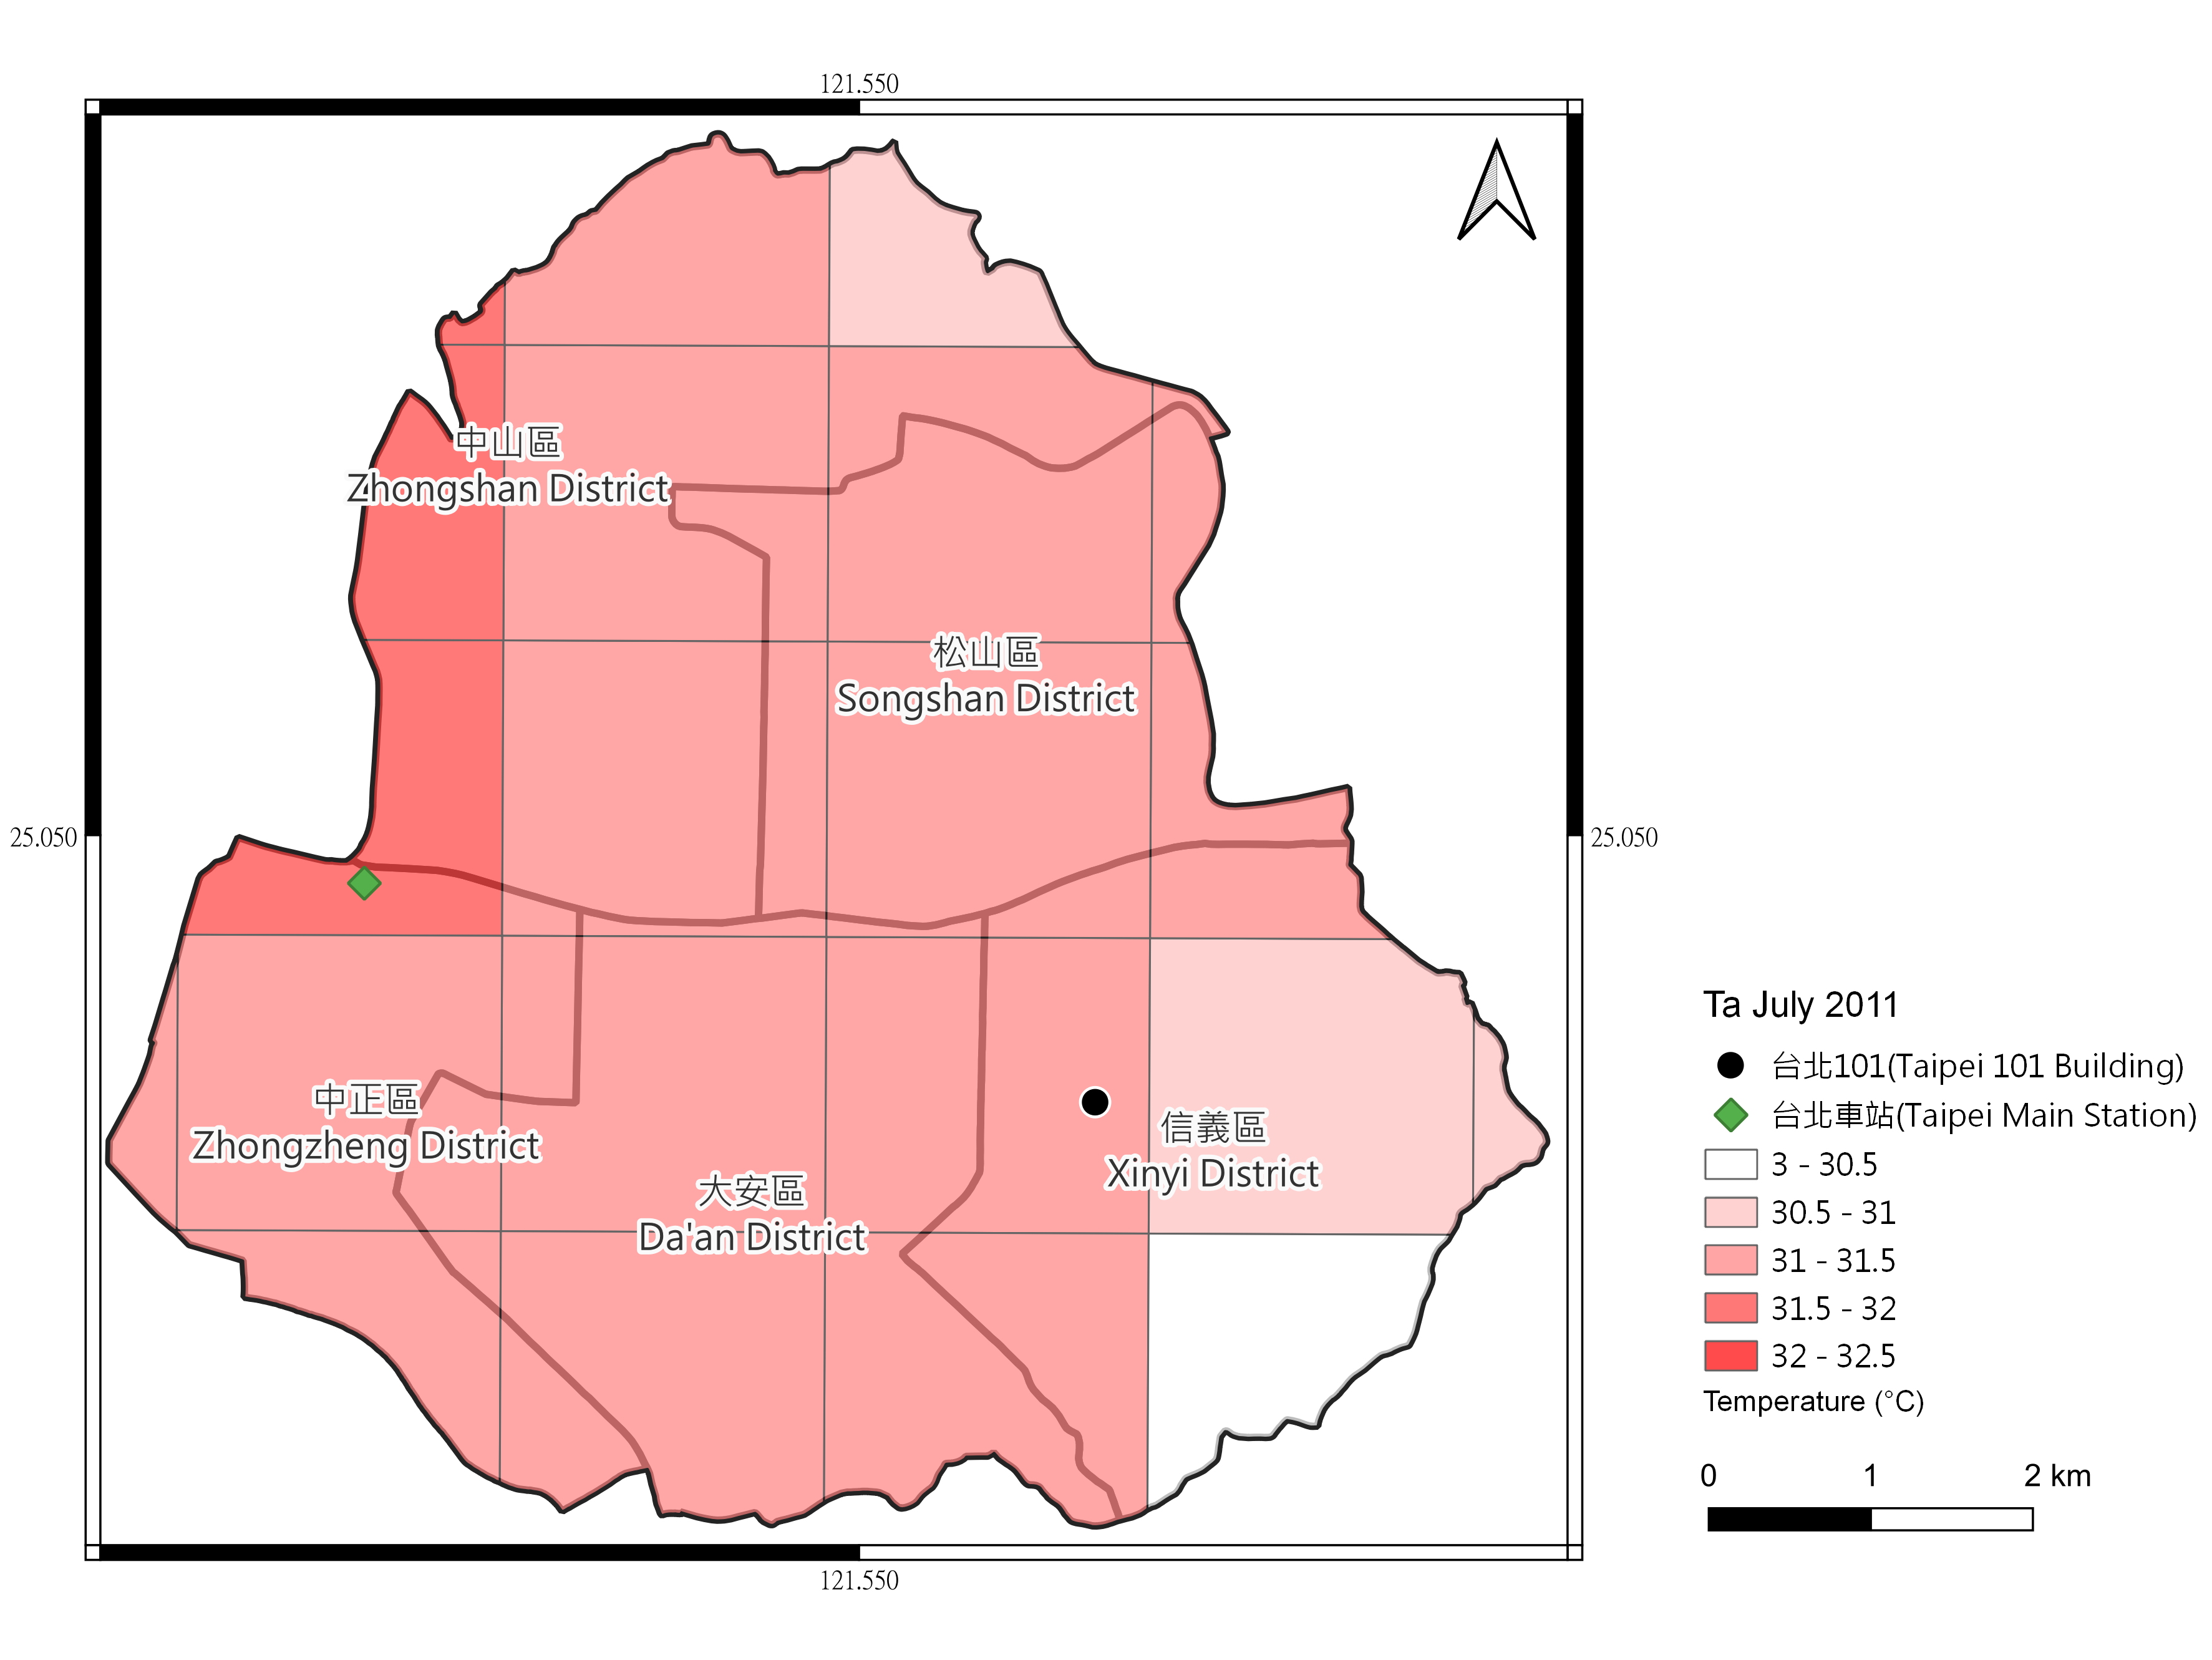 121.550
中山區
Zhongshan District
松山區
Songshan District
25.050
25.050
中正區
Zhongzheng District
信義區
Xinyi District
大安區
Da'an District
121.550
Ta July 2011
台北101(Taipei 101 Building)
台北車站(Taipei Main Station)
3 - 30.5
30.5 - 31
31 - 31.5
31.5 - 32
32 - 32.5
Temperature (°C)
0 1 2 km